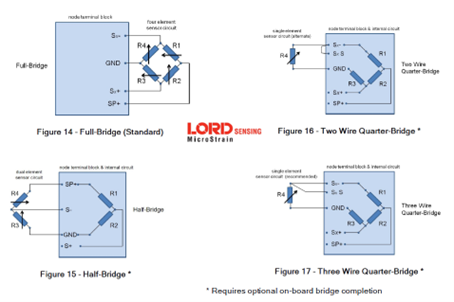 node terminal block
four element
sensor circuit
Sx+
R4
R1
Full-Bridge
GND
R3
R2
Sx+
SP+
Figure 14 - Full-Bridge (Standard)
LORD SENSING
MicroStrain
single-element
sensor circuit (alternate)
node terminal block & internal circuit
R4
GND
R1
R3
R2
Sx+
SP+
Two Wire
Quarter-Bridge
Figure 16 - Two Wire Quarter-Bridge *
dual element
sensor circuit
node terminal block & internal circuit
SP+
R4
R1
S-
R3
R2
GND
S+
Half-Bridge
Figure 15 - Half-Bridge *
single element
sensor circuit (recommended)
node terminal block & internal circuit
R4
GND
R1
R3
R2
SP+
Three Wire
Quarter-Bridge
Figure 17 - Three Wire Quarter-Bridge *
* Requires optional on-board bridge completion